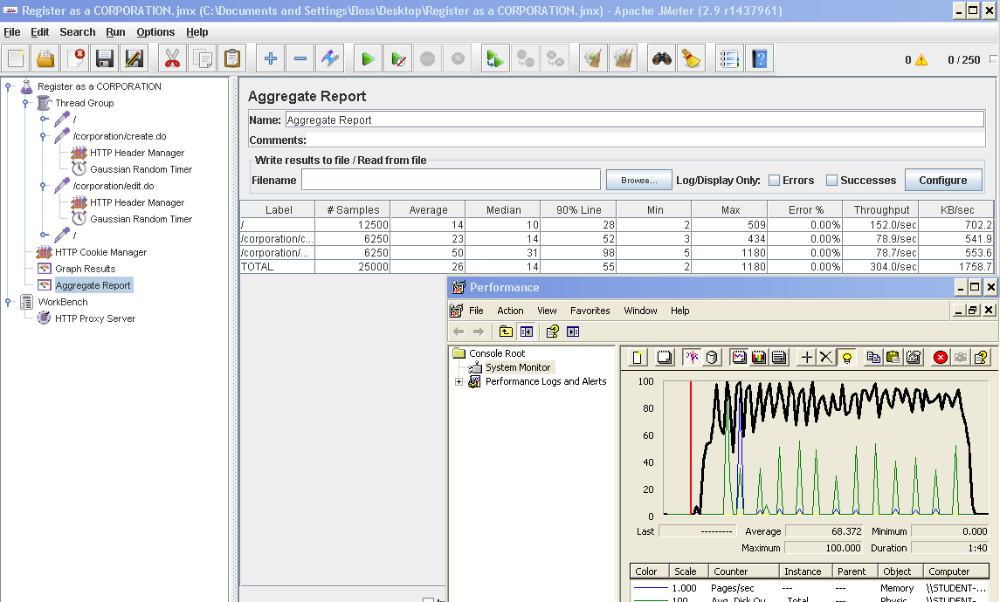 Register as a CORPORATION.jmx (C:\Documents and Settings\Boss\Desktop\Register as a CORPORATION.jmx) - Apache JMeter (2.9 r1437961)
File Edit Search Run Options Help
0 0 / 250
Register as a CORPORATION
Thread Group
/
/corporation/create.do
HTTP Header Manager
Gaussian Random Timer
/corporation/edit.do
HTTP Header Manager
Gaussian Random Timer
/
HTTP Cookie Manager
Graph Results
Aggregate Report
WorkBench
HTTP Proxy Server
Aggregate Report
Name: Aggregate Report
Comments:
Write results to file / Read from file
Filename Browse... Log/Display Only: Errors Successes Configure
Label # Samples Average Median 90% Line Min Max Error % Throughput KB/sec
/ 12500 14 10 28 2 509 0.00% 152.0/sec 702.2
/corporation/c... 6250 23 14 52 3 434 0.00% 78.9/sec 541.9
/corporation/... 6250 50 31 98 5 1180 0.00% 78.7/sec 553.6
TOTAL 25000 26 14 55 2 1180 0.00% 304.0/sec 1758.7
Performance
File Action View Favorites Window Help
Console Root
System Monitor
Performance Logs and Alerts
100
80
60
40
20
0
Last --------- Average 68.372 Minimum 0.000
Maximum 100.000 Duration 1:40
Color Scale Counter Instance Parent Object Computer
1.000 Pages/sec --- --- Memory \\STUDENT-...